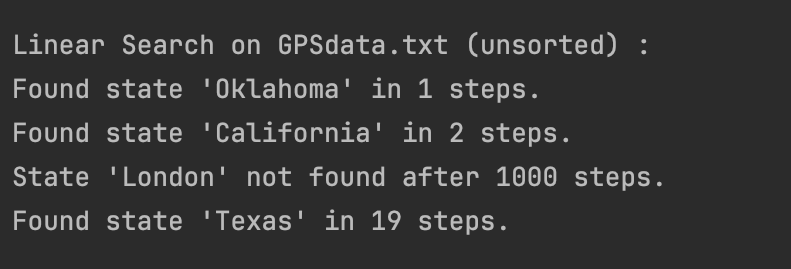 Linear Search on GPSdata.txt (unsorted) :
Found state 'Oklahoma' in 1 steps.
Found state 'California' in 2 steps.
State 'London' not found after 1000 steps.
Found state 'Texas' in 19 steps.